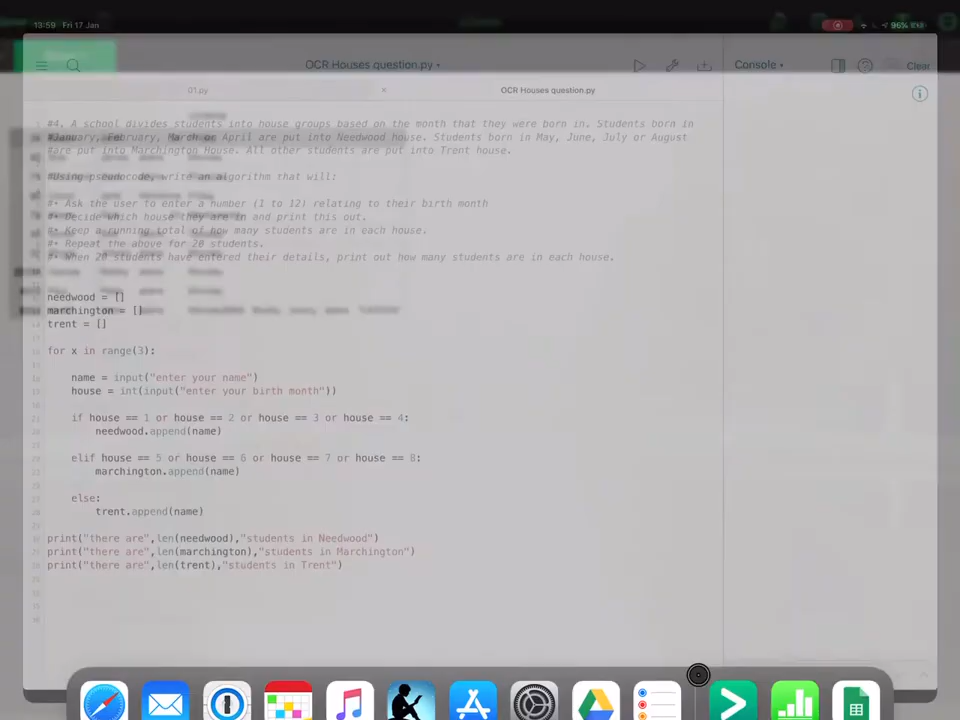 13:59 Fri 17 Jan
96%
OCR Houses question.py
Console
Clear
01.py
OCR Houses question.py
#4. A school divides students into house groups based on the month that they were born in. Students born in
#January, February, March or April are put into Needwood house. Students born in May, June, July or August
#are put into Marchington House. All other students are put into Trent house.
#Using pseudocode, write an algorithm that will:
#• Ask the user to enter a number (1 to 12) relating to their birth month
#• Decide which house they are in and print this out.
#• Keep a running total of how many students are in each house.
#• Repeat the above for 20 students.
#• When 20 students have entered their details, print out how many students are in each house.
needwood = []
marchington = []
trent = []
for x in range(3):
name = input("enter your name")
house = int(input("enter your birth month"))
if house == 1 or house == 2 or house == 3 or house == 4:
needwood.append(name)
elif house == 5 or house == 6 or house == 7 or house == 8:
marchington.append(name)
else:
trent.append(name)
print("there are",len(needwood),"students in Needwood")
print("there are",len(marchington),"students in Marchington")
print("there are",len(trent),"students in Trent")